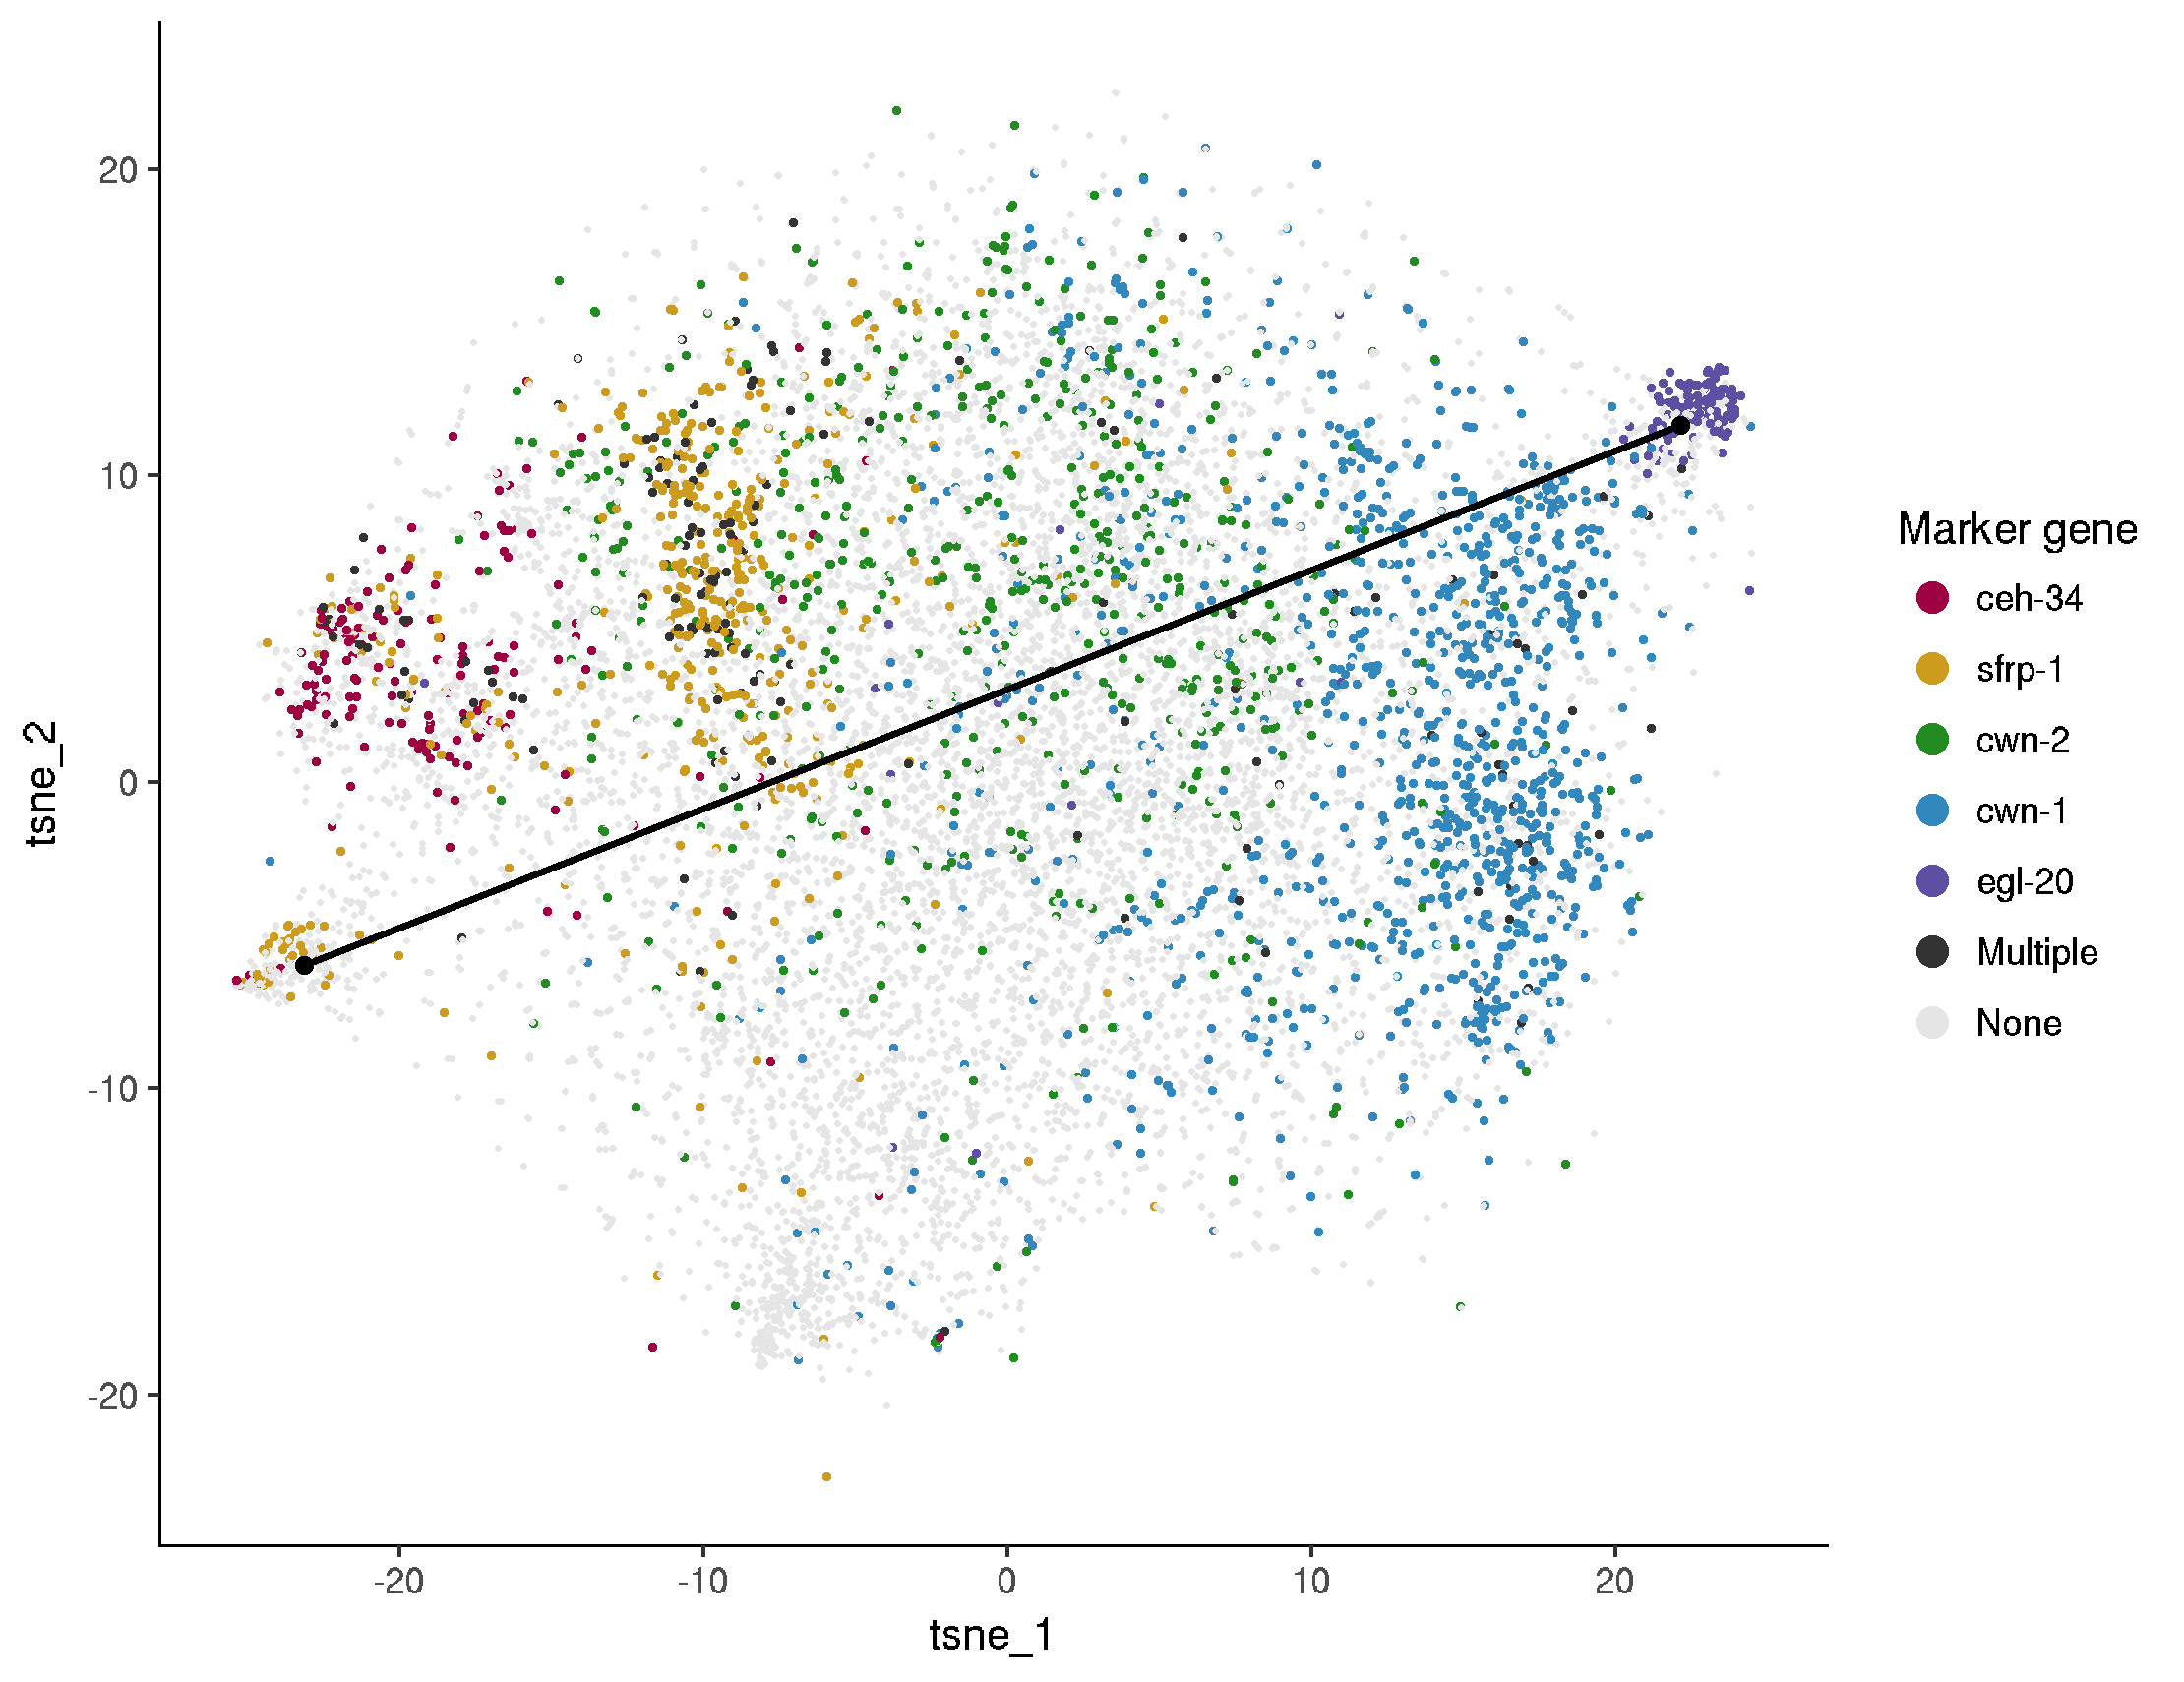 20
10
0
-10
-20
tsne_2
-20
-10
0
10
20
tsne_1
Marker gene
ceh-34
sfrp-1
cwn-2
cwn-1
egl-20
Multiple
None